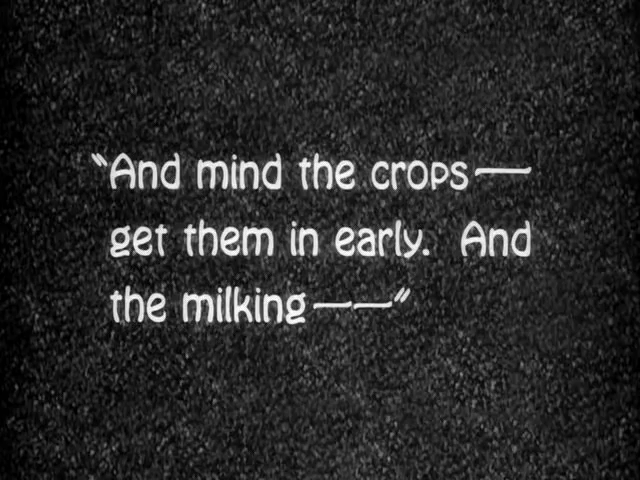 "And mind the crops—
get them in early. And
the milking——"